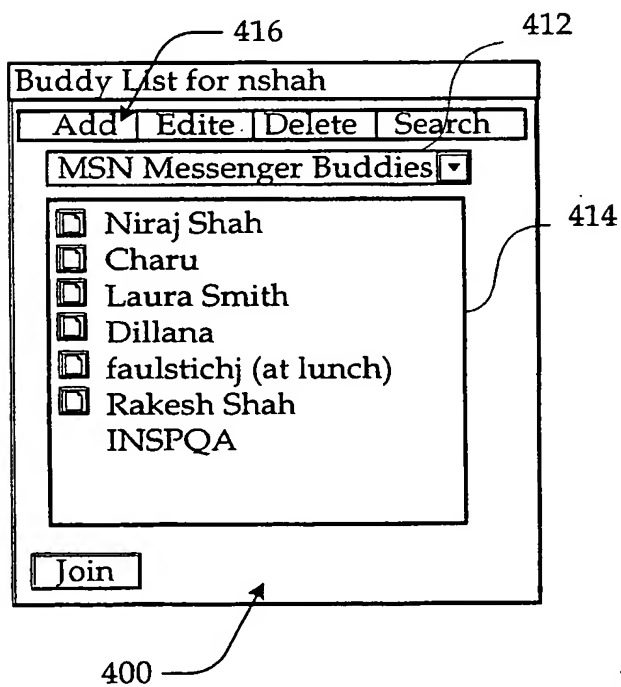 416
412
Buddy List for nshah
Add Edite Delete Search
MSN Messenger Buddies
414
Niraj Shah
Charu
Laura Smith
Dillana
faulstichj (at lunch)
Rakesh Shah
INSPQA
Join
400